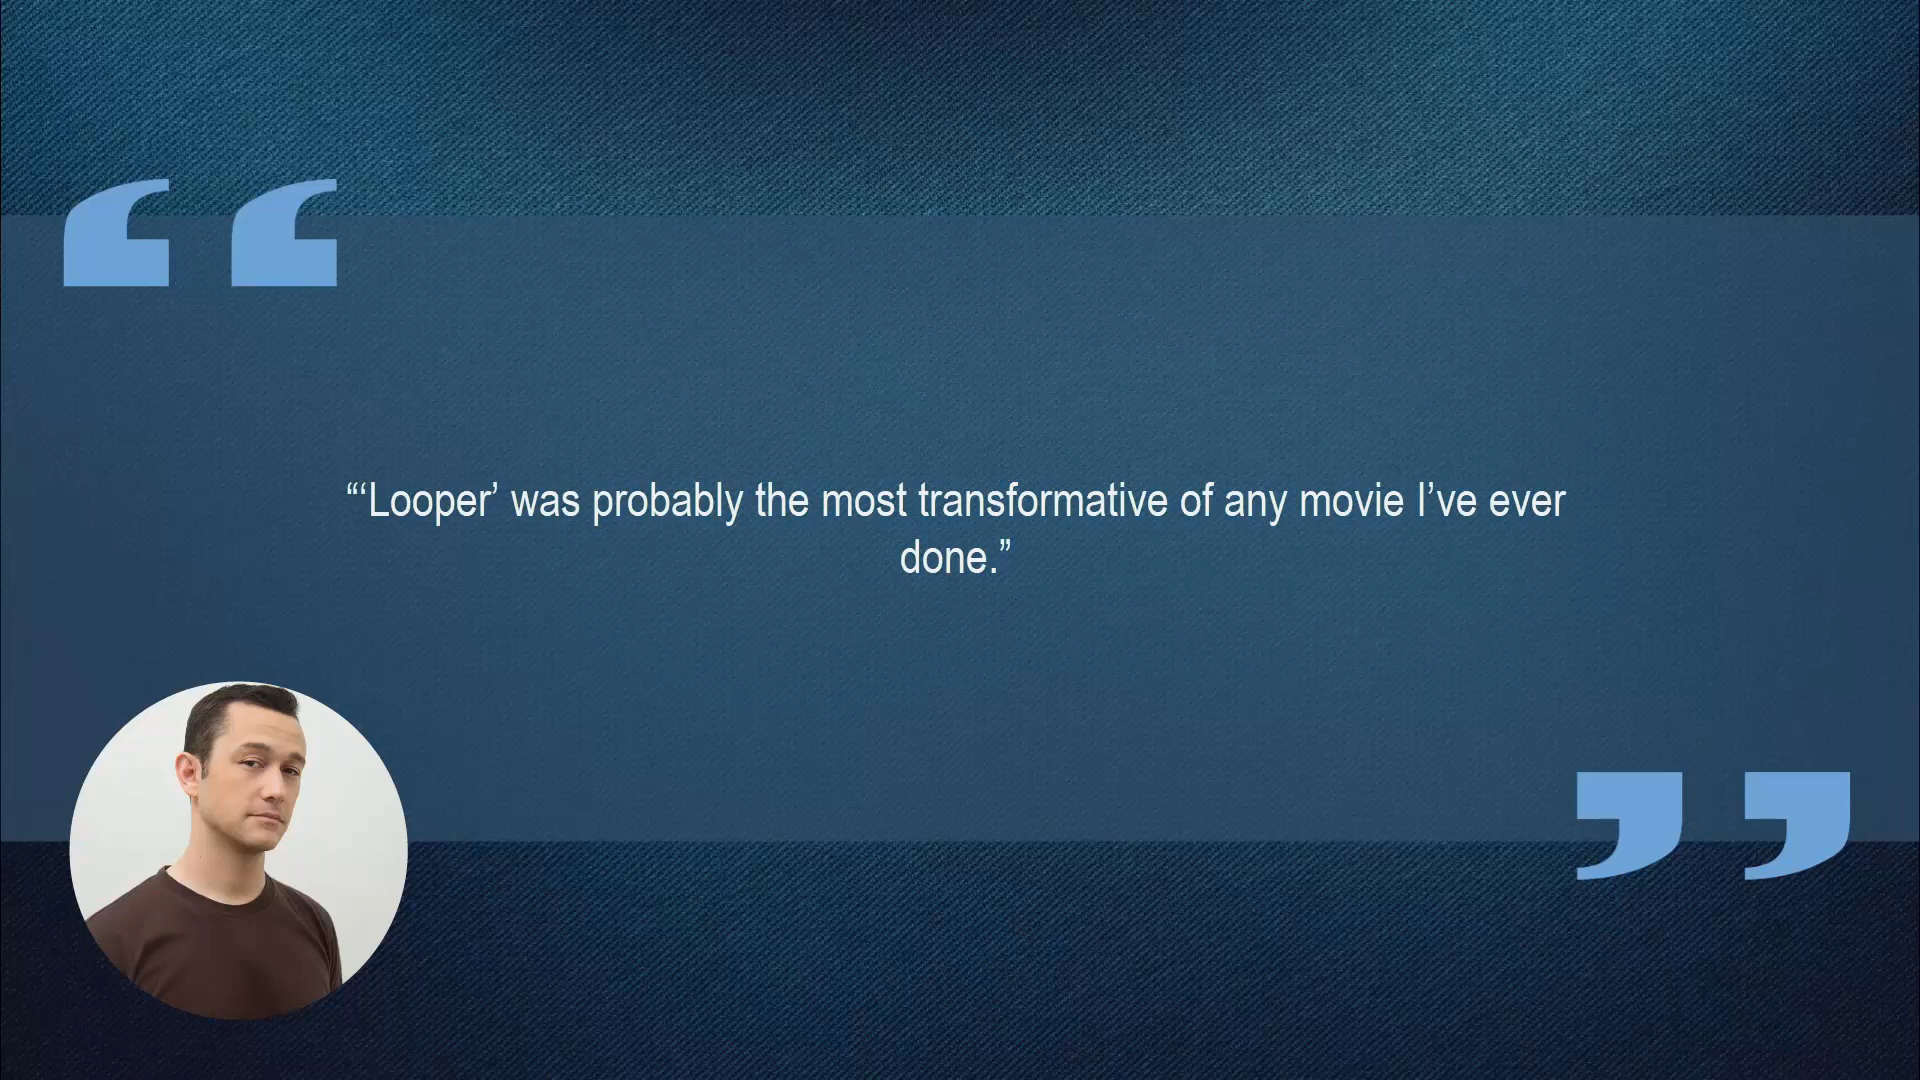 “‘Looper’ was probably the most transformative of any movie I’ve ever
done.”